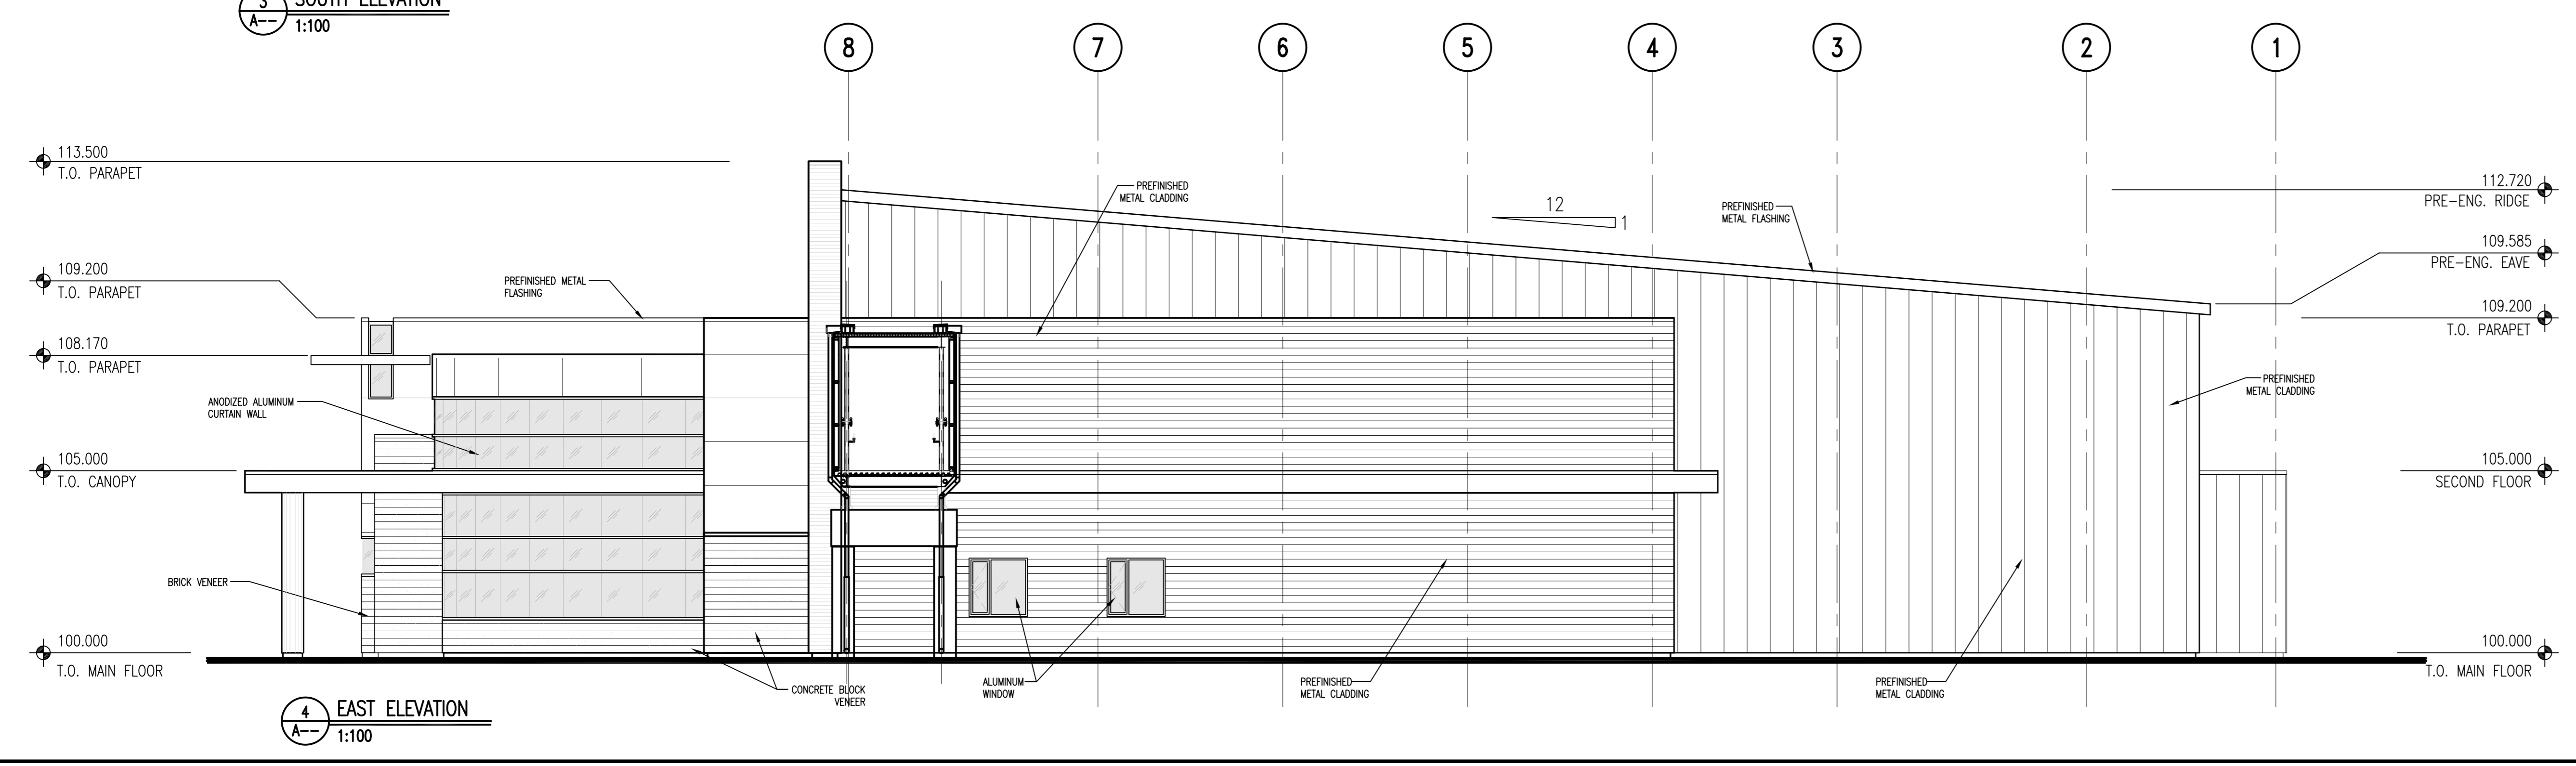 3 SOUTH ELEVATION
A-- 1:100
8 7 6 5 4 3 2 1
113.500
T.O. PARAPET
PREFINISHED
METAL CLADDING
12
1
PREFINISHED
METAL FLASHING
112.720
PRE-ENG. RIDGE
109.585
PRE-ENG. EAVE
109.200
T.O. PARAPET
PREFINISHED METAL
FLASHING
109.200
T.O. PARAPET
108.170
T.O. PARAPET
ANODIZED ALUMINUM
CURTAIN WALL
PREFINISHED
METAL CLADDING
105.000
T.O. CANOPY
105.000
SECOND FLOOR
BRICK VENEER
100.000
T.O. MAIN FLOOR
100.000
T.O. MAIN FLOOR
CONCRETE BLOCK
VENEER
ALUMINUM
WINDOW
PREFINISHED
METAL CLADDING
PREFINISHED
METAL CLADDING
4 EAST ELEVATION
A-- 1:100